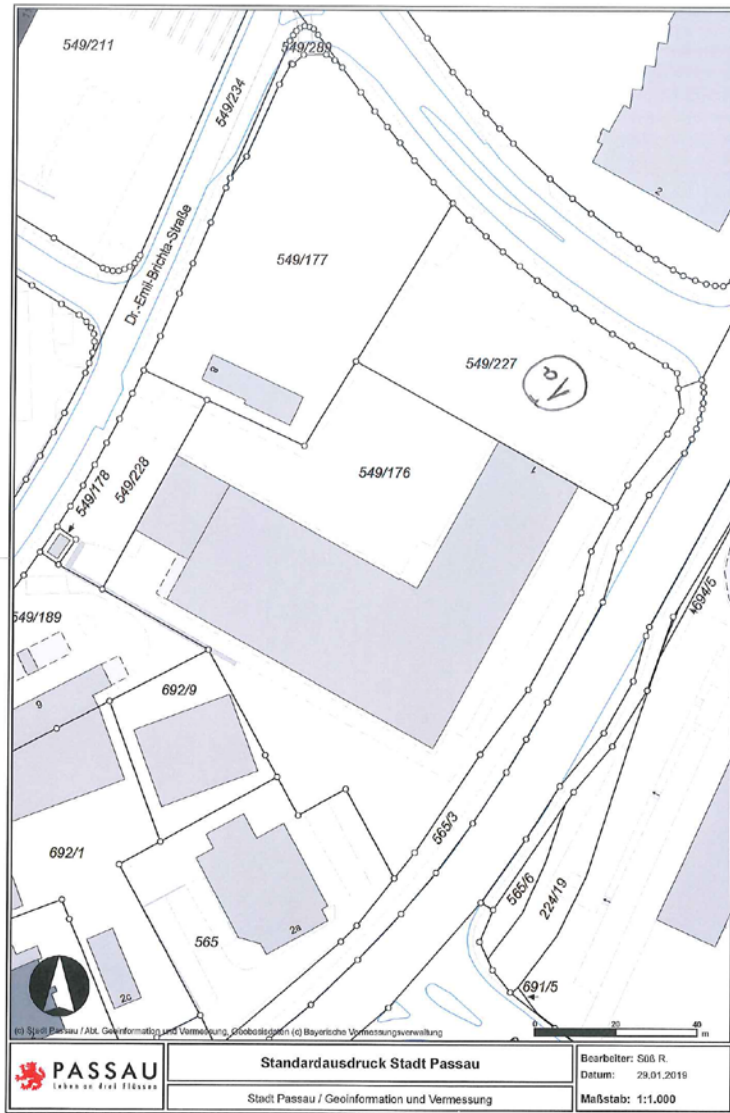 549/211
549/289
549/234
2
Dr.-Emil-Brichta-Straße
549/177
549/227
1a
8
549/176
1
549/178
549/228
694/5
549/189
692/9
9
565/3
692/1
565/6
224/19
565
2a
2c
691/5
(c) Stadt Passau / Abt. Geoinformation und Vermessung, Geobasisdaten (c) Bayerische Vermessungsverwaltung
0 20 40
m
PASSAU
Leben an drei Flüssen
Standardausdruck Stadt Passau
Stadt Passau / Geoinformation und Vermessung
Bearbeiter: Süß R.
Datum: 29.01.2019
Maßstab: 1:1.000